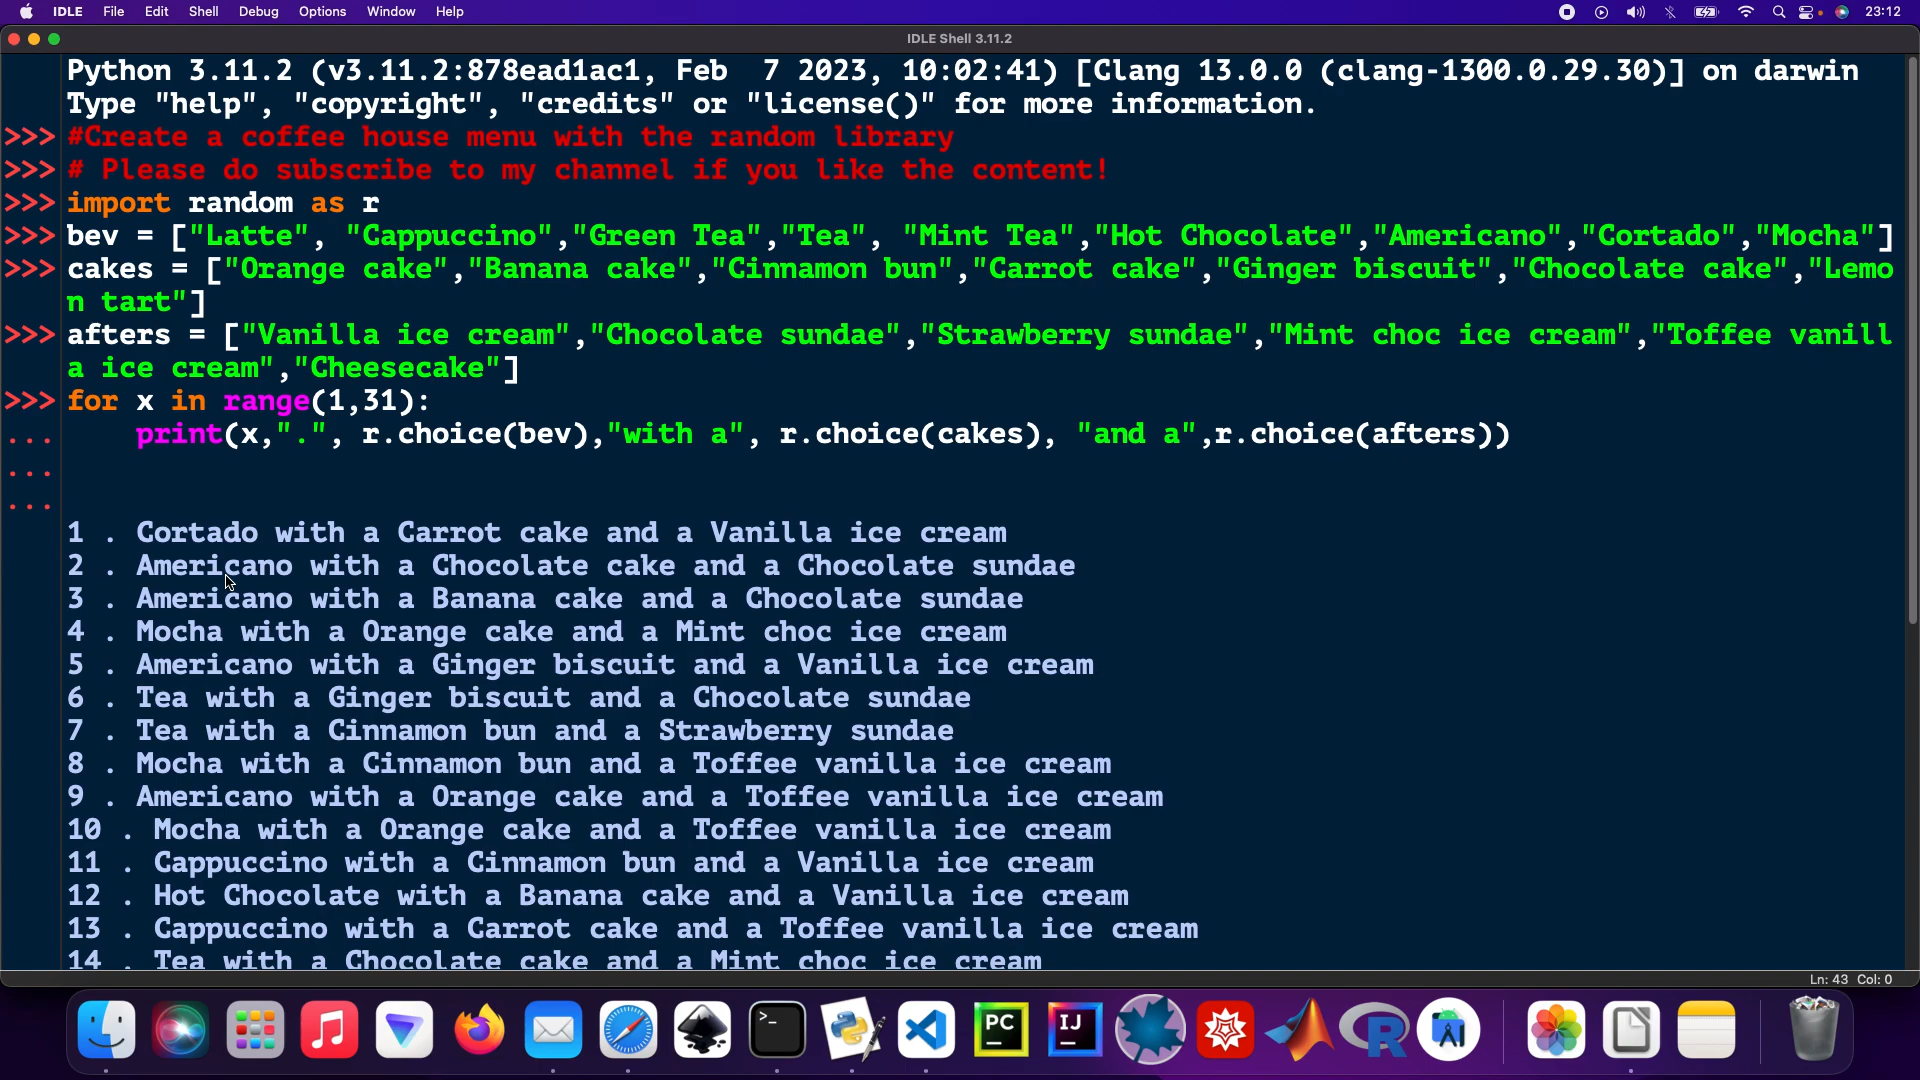 IDLE File Edit Shell Debug Options Window Help 23:12
IDLE Shell 3.11.2
Python 3.11.2 (v3.11.2:878ead1ac1, Feb  7 2023, 10:02:41) [Clang 13.0.0 (clang-1300.0.29.30)] on darwin
Type "help", "copyright", "credits" or "license()" for more information.
>>> #Create a coffee house menu with the random library
>>> # Please do subscribe to my channel if you like the content!
>>> import random as r
>>> bev = ["Latte", "Cappuccino","Green Tea","Tea", "Mint Tea","Hot Chocolate","Americano","Cortado","Mocha"]
>>> cakes = ["Orange cake","Banana cake","Cinnamon bun","Carrot cake","Ginger biscuit","Chocolate cake","Lemo
n tart"]
>>> afters = ["Vanilla ice cream","Chocolate sundae","Strawberry sundae","Mint choc ice cream","Toffee vanill
a ice cream","Cheesecake"]
>>> for x in range(1,31):
...     print(x,".", r.choice(bev),"with a", r.choice(cakes), "and a",r.choice(afters))
...
...
1 . Cortado with a Carrot cake and a Vanilla ice cream
2 . Americano with a Chocolate cake and a Chocolate sundae
3 . Americano with a Banana cake and a Chocolate sundae
4 . Mocha with a Orange cake and a Mint choc ice cream
5 . Americano with a Ginger biscuit and a Vanilla ice cream
6 . Tea with a Ginger biscuit and a Chocolate sundae
7 . Tea with a Cinnamon bun and a Strawberry sundae
8 . Mocha with a Cinnamon bun and a Toffee vanilla ice cream
9 . Americano with a Orange cake and a Toffee vanilla ice cream
10 . Mocha with a Orange cake and a Toffee vanilla ice cream
11 . Cappuccino with a Cinnamon bun and a Vanilla ice cream
12 . Hot Chocolate with a Banana cake and a Vanilla ice cream
13 . Cappuccino with a Carrot cake and a Toffee vanilla ice cream
14 . Tea with a Chocolate cake and a Mint choc ice cream
Ln: 43 Col: 0
>_ PC IJ R